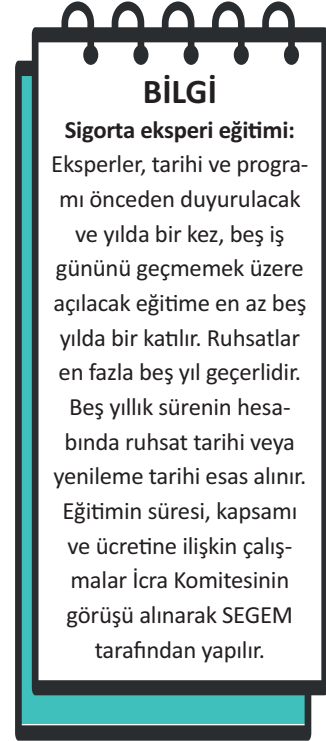 BİLGİ
Sigorta eksperi eğitimi:
Eksperler, tarihi ve progra-
mı önceden duyurulacak
ve yılda bir kez, beş iş
gününü geçmemek üzere
açılacak eğitime en az beş
yılda bir katılır. Ruhsatlar
en fazla beş yıl geçerlidir.
Beş yıllık sürenin hesa-
bında ruhsat tarihi veya
yenileme tarihi esas alınır.
Eğitimin süresi, kapsamı
ve ücretine ilişkin çalış-
malar İcra Komitesinin
görüşü alınarak SEGEM
tarafından yapılır.